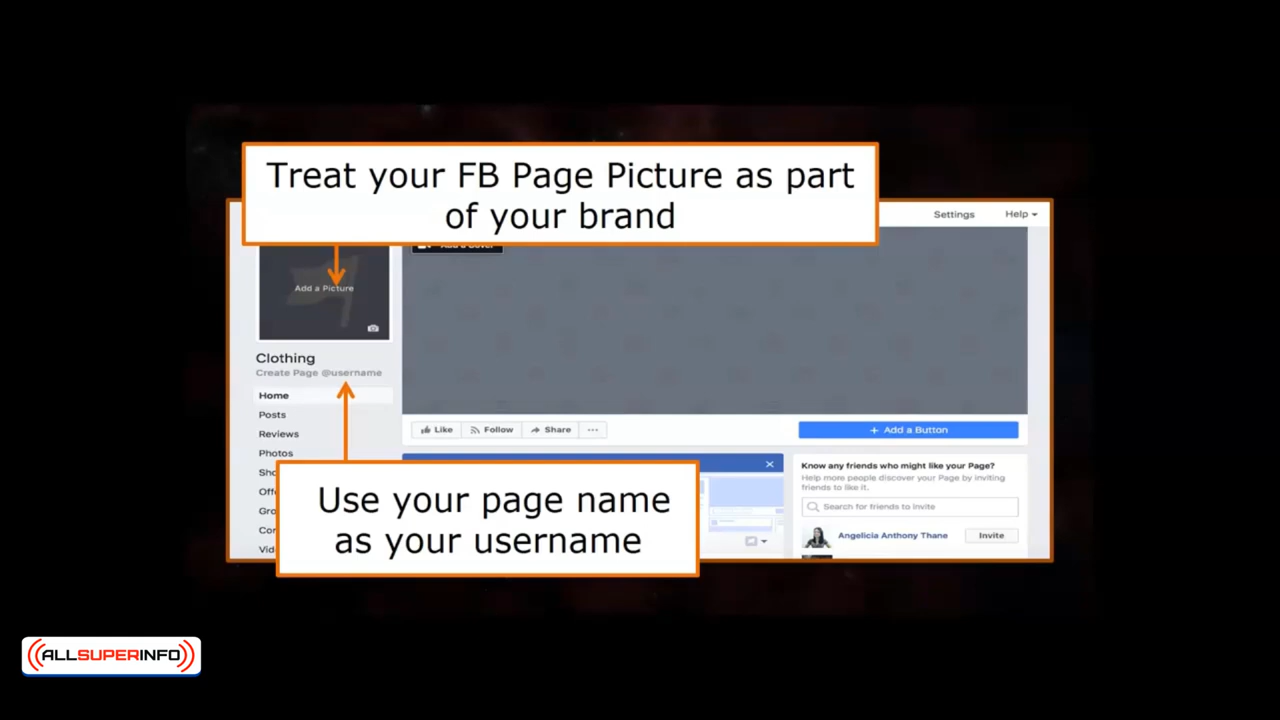 Treat your FB Page Picture as part
of your brand
Settings
Help
Add a Picture
Clothing
Create Page @username
Home
Posts
Reviews
Photos
Like
Follow
Share
...
+ Add a Button
Know any friends who might like your Page?
Help more people discover your Page by inviting
friends to like it.
Search for friends to invite
Angelicia Anthony Thane
Invite
Use your page name
as your username
ALLSUPERINFO